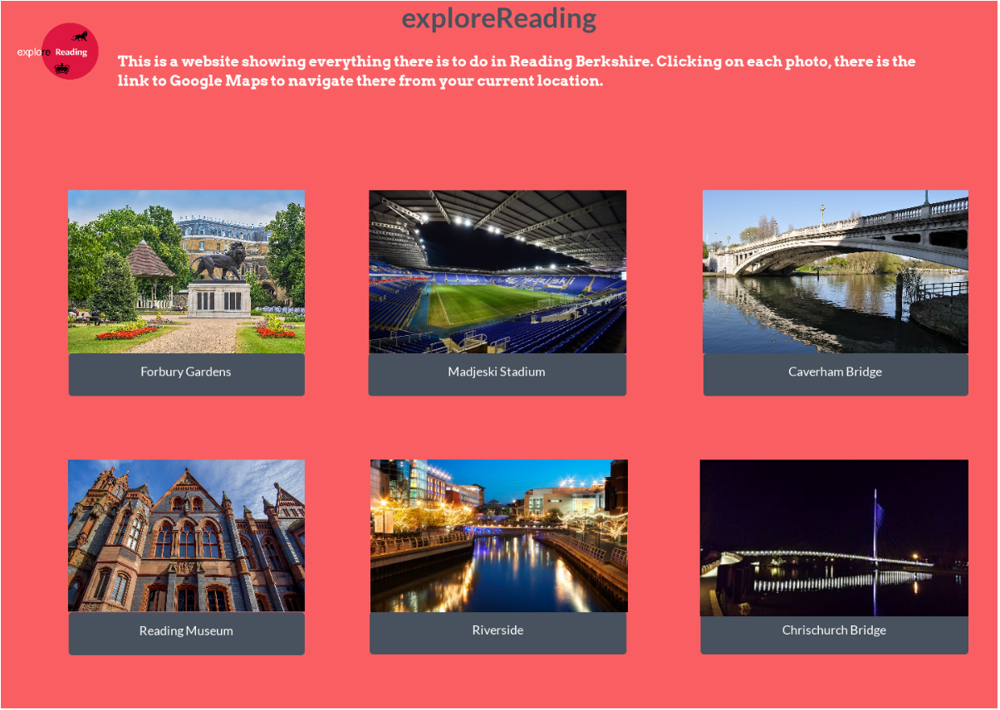 exploreReading
explore Reading
This is a website showing everything there is to do in Reading Berkshire. Clicking on each photo, there is the
link to Google Maps to navigate there from your current location.
Forbury Gardens
Madjeski Stadium
Caverham Bridge
Reading Museum
Riverside
Chrischurch Bridge